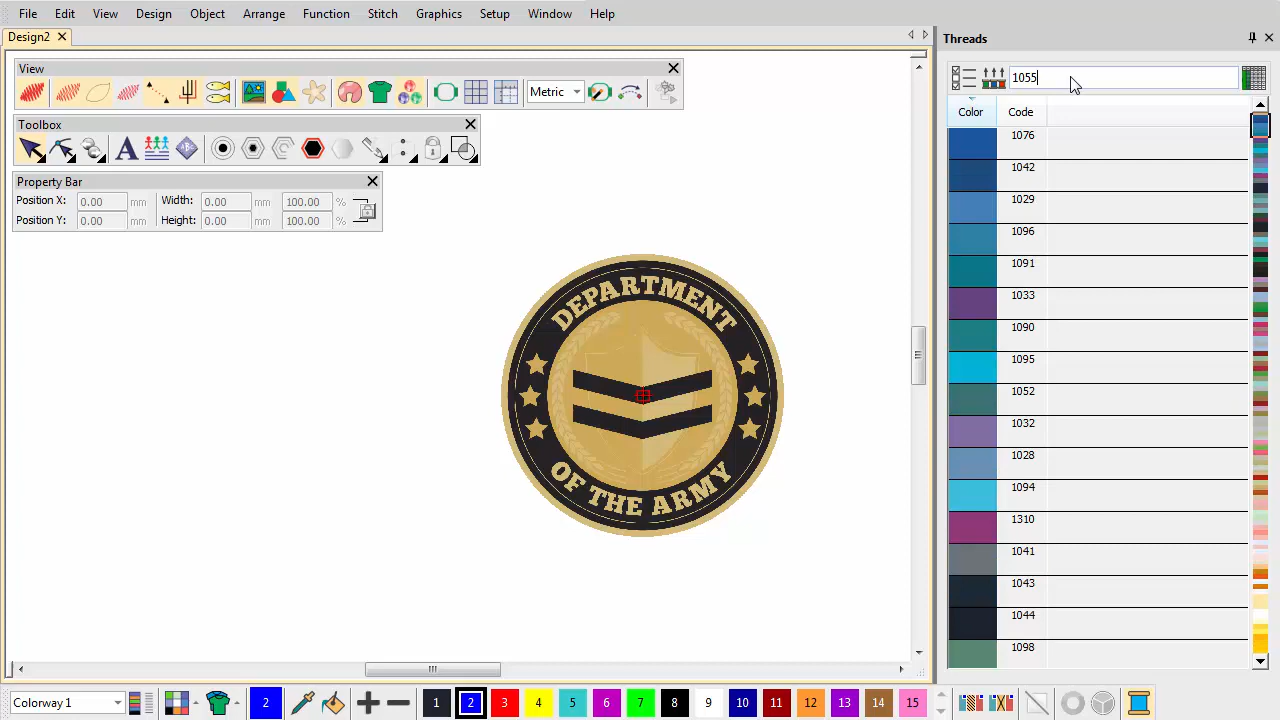 File Edit View Design Object Arrange Function Stitch Graphics Setup Window Help
Design2
Threads
View
Metric
1055
Toolbox
Color Code
Property Bar
Position X: 0.00 mm Width: 0.00 mm 100.00 %
Position Y: 0.00 mm Height: 0.00 mm 100.00 %
1076
1042
1029
1096
1091
1033
1090
1095
1052
1032
1028
1094
1310
1041
1043
1044
1098
DEPARTMENT
OF THE ARMY
Colorway 1 2 1 2 3 4 5 6 7 8 9 10 11 12 13 14 15